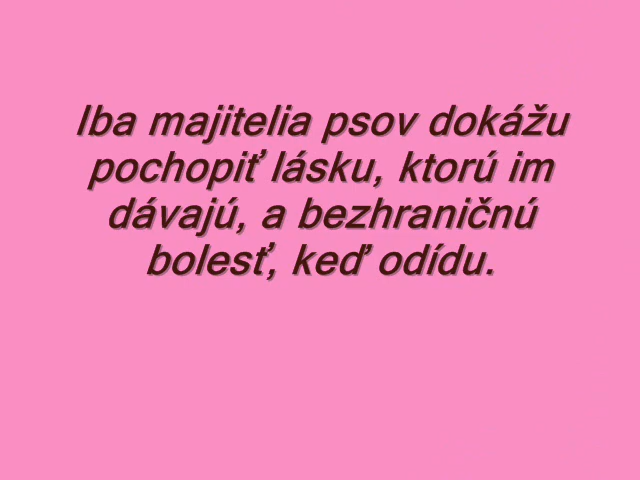 Iba majitelia psov dokážu
pochopiť lásku, ktorú im
dávajú, a bezhraničnú
bolesť, keď odídu.